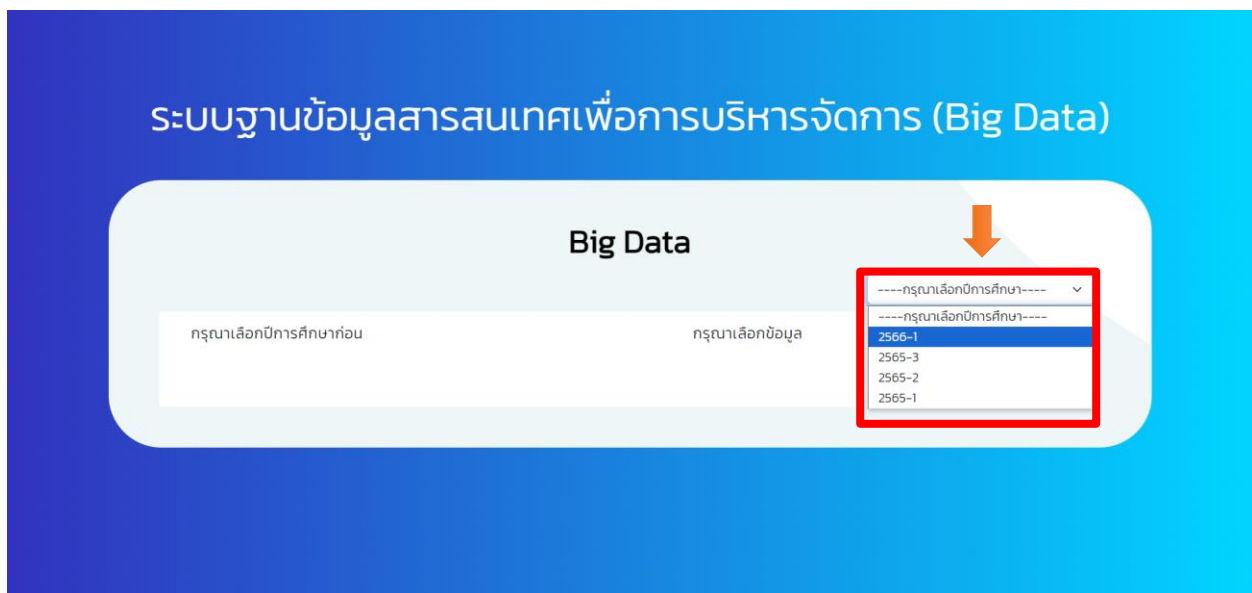 ระบบฐานข้อมูลสารสนเทศเพื่อการบริหารจัดการ (Big Data)
Big Data
----กรุณาเลือกปีการศึกษา----
----กรุณาเลือกปีการศึกษา----
กรุณาเลือกปีการศึกษาก่อน
กรุณาเลือกข้อมูล
2566-1
2565-3
2565-2
2565-1